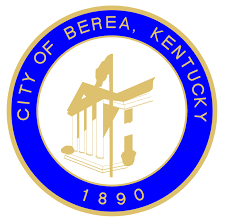 CITY OF BEREA, KENTUCKY
1890